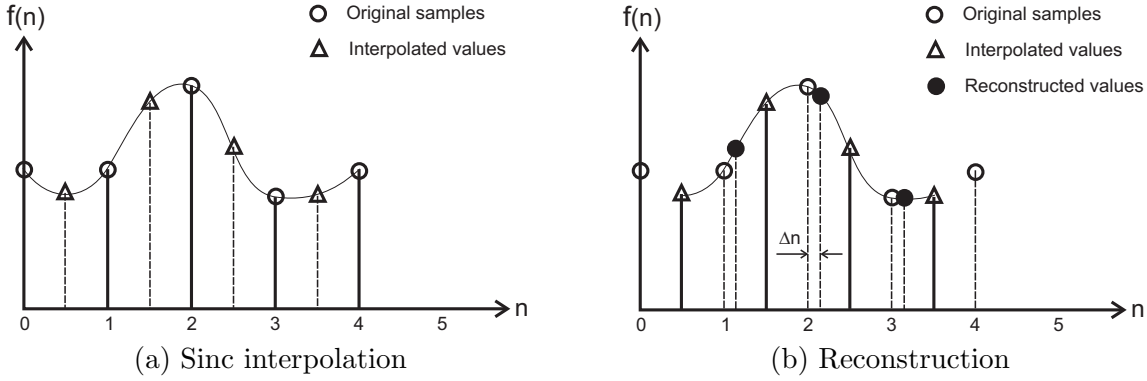 f(n)
Original samples
Interpolated values
0 1 2 3 4 5 n
(a) Sinc interpolation
f(n)
Original samples
Interpolated values
Reconstructed values
Δn
0 1 2 3 4 5 n
(b) Reconstruction